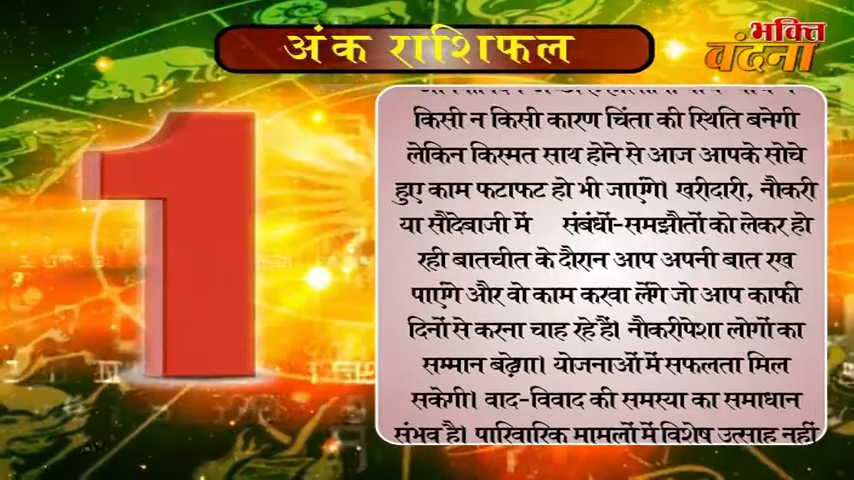 अंक राशिफल
भक्ति
वंदना
1
किसी न किसी कारण चिंता की स्थिति बनेगी
लेकिन किस्मत साथ होने से आज आपके सोचे
हुए काम फटाफट हो भी जाएंगे। खरीदारी, नौकरी
या सौदेबाजी में संबंधों-समझौतों को लेकर हो
रही बातचीत के दौरान आप अपनी बात रख
पाएंगे और वो काम करवा लेंगे जो आप काफी
दिनों से करना चाह रहे हैं। नौकरीपेशा लोगों का
सम्मान बढ़ेगा। योजनाओं में सफलता मिल
सकेगी। वाद-विवाद की समस्या का समाधान
संभव है। पारिवारिक मामलों में विशेष उत्साह नहीं